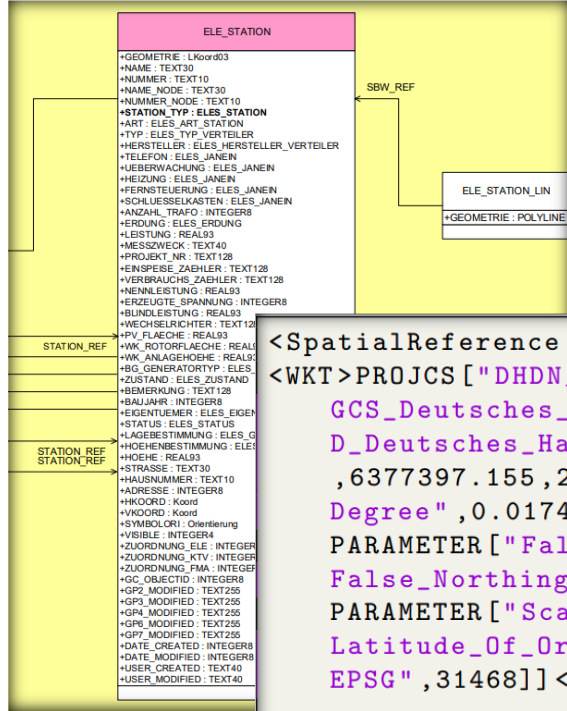 ELE_STATION
+GEOMETRIE : LKoord03
+NAME : TEXT30
+NUMMER : TEXT10
+NAME_NODE : TEXT30
+NUMMER_NODE : TEXT10
+STATION_TYP : ELES_STATION
+ART : ELES_ART_STATION
+TYP : ELES_TYP_VERTEILER
+HERSTELLER : ELES_HERSTELLER_VERTEILER
+TELEFON : ELES_JANEIN
+UEBERWACHUNG : ELES_JANEIN
+HEIZUNG : ELES_JANEIN
+FERNSTEUERUNG : ELES_JANEIN
+SCHLUESSELKASTEN : ELES_JANEIN
+ANZAHL_TRAFO : INTEGER8
+ERDUNG : ELES_ERDUNG
+LEISTUNG : REAL93
+MESSZWECK : TEXT40
+PROJEKT_NR : TEXT128
+EINSPEISE_ZAEHLER : TEXT128
+VERBRAUCHS_ZAEHLER : TEXT128
+NENNLEISTUNG : REAL93
+ERZEUGTE_SPANNUNG : INTEGER8
+BLINDLEISTUNG : REAL93
+WECHSELRICHTER : TEXT12
+PV_FLAECHE : REAL93
+WK_ROTORFLAECHE : REAL9
+WK_ANLAGEHOEHE : REAL93
+BG_GENERATORTYP : ELES_
+ZUSTAND : ELES_ZUSTAND
+BEMERKUNG : TEXT128
+BAUJAHR : INTEGER8
+EIGENTUEMER : ELES_EIGEN
+STATUS : ELES_STATUS
+LAGEBESTIMMUNG : ELES_G
+HOEHENBESTIMMUNG : ELES
+HOEHE : REAL93
+STRASSE : TEXT30
+HAUSNUMMER : TEXT10
+ADRESSE : INTEGER8
+HKOORD : Koord
+VKOORD : Koord
+SYMBOLORI : Orientierung
+VISIBLE : INTEGER4
+ZUORDNUNG_ELE : INTEGER
+ZUORDNUNG_KTV : INTEGER
+ZUORDNUNG_FMA : INTEGER
+GC_OBJECTID : INTEGER8
+GP2_MODIFIED : TEXT255
+GP3_MODIFIED : TEXT255
+GP4_MODIFIED : TEXT255
+GP6_MODIFIED : TEXT255
+GP7_MODIFIED : TEXT255
+DATE_CREATED : INTEGER8
+DATE_MODIFIED : INTEGER8
+USER_CREATED : TEXT40
+USER_MODIFIED : TEXT40
STATION_REF
STATION_REF
STATION_REF
SBW_REF
ELE_STATION_LIN
+GEOMETRIE : POLYLINE
<SpatialReference
<WKT>PROJCS["DHDN
GCS_Deutsches_
D_Deutsches_Ha
,6377397.155,2
Degree",0.0174
PARAMETER["Fal
False_Northing
PARAMETER["Sca
Latitude_Of_Or
EPSG",31468]]<